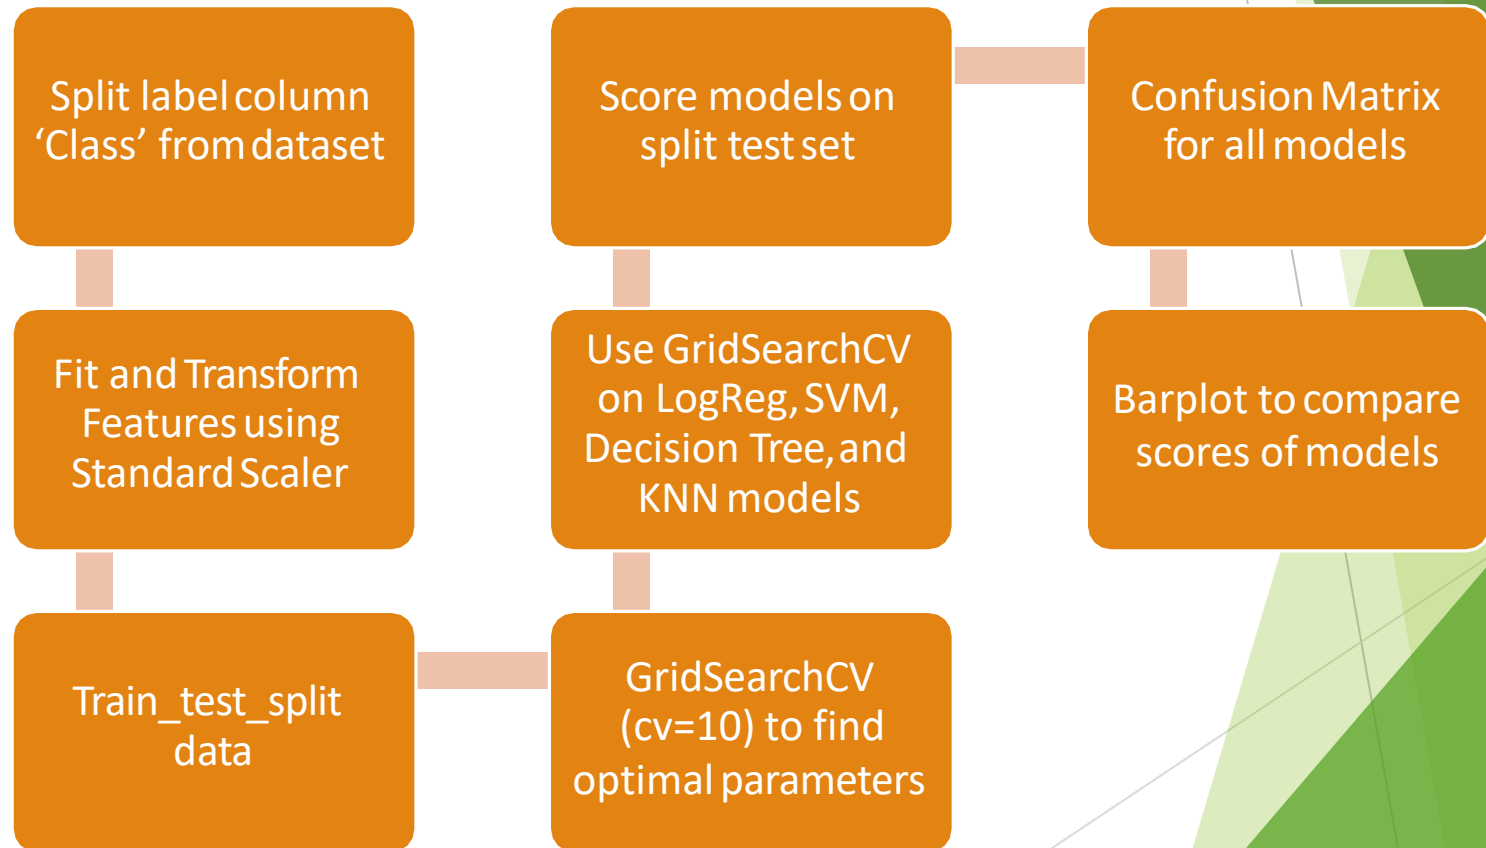 Split label column
‘Class’ from dataset
Fit and Transform
Features using
Standard Scaler
Train_test_split
data
GridSearchCV
(cv=10) to find
optimal parameters
Use GridSearchCV
on LogReg, SVM,
Decision Tree, and
KNN models
Score models on
split test set
Confusion Matrix
for all models
Barplot to compare
scores of models